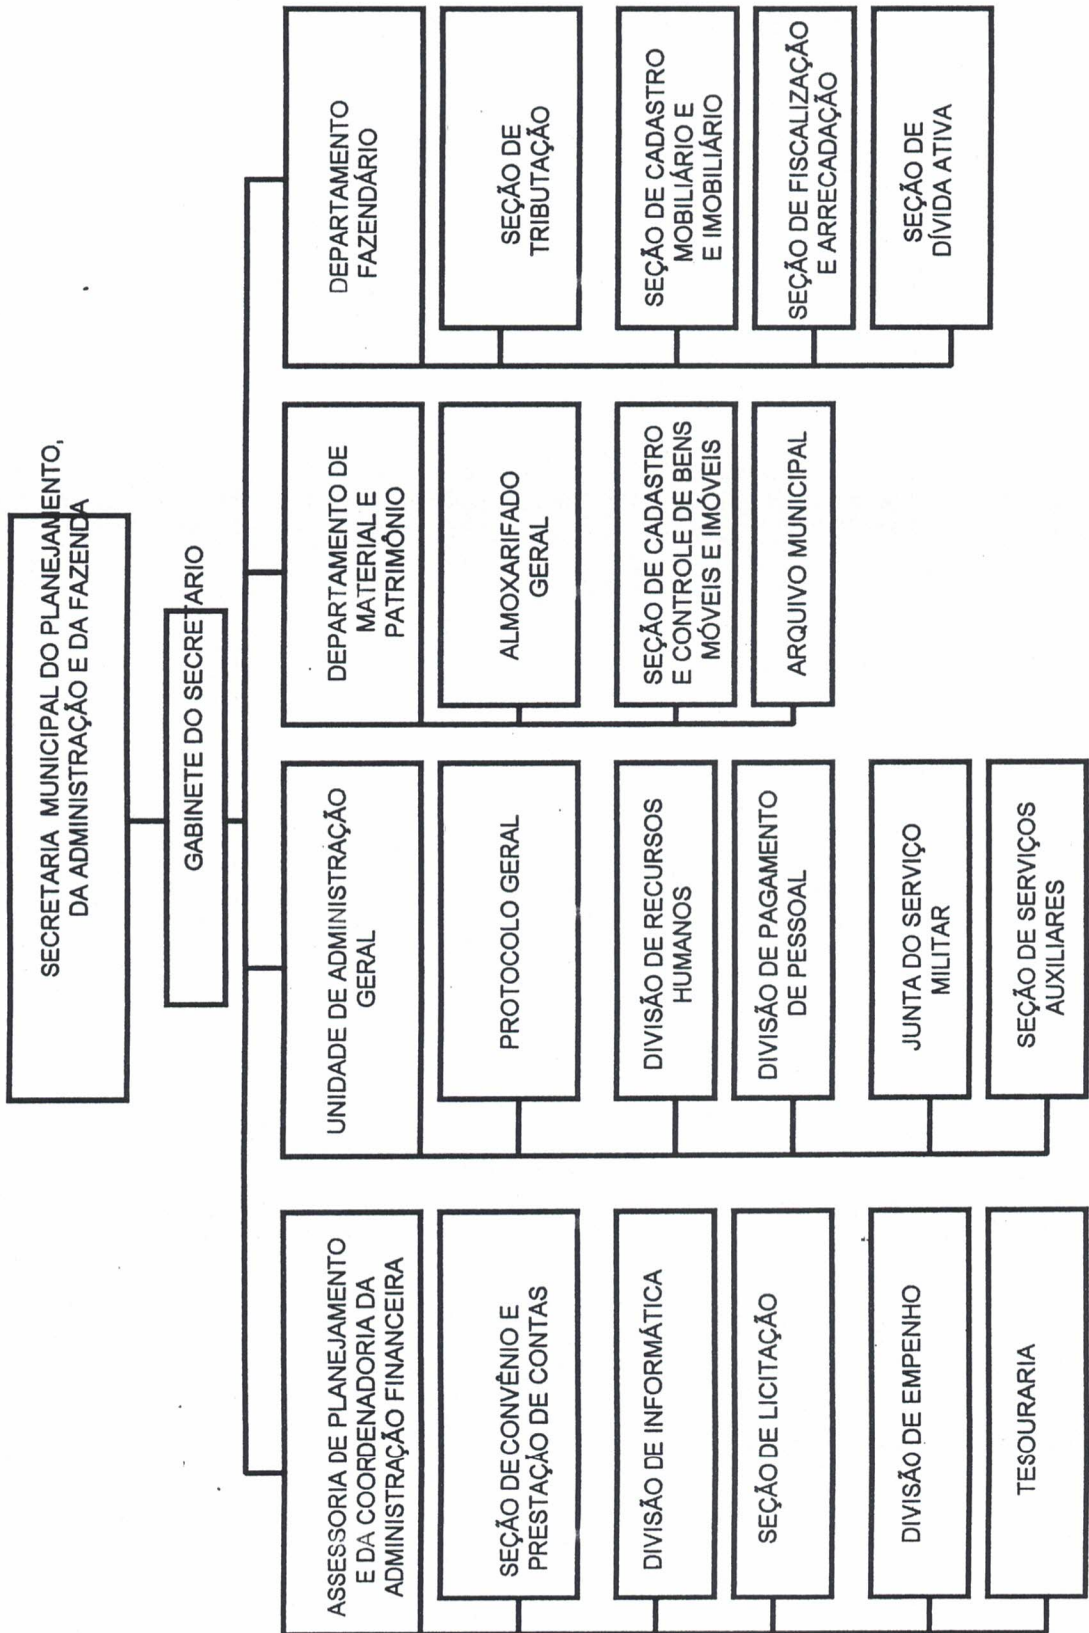 SECRETARIA MUNICIPAL DO PLANEJAMENTO,
DA ADMINISTRAÇÃO E DA FAZENDA
GABINETE DO SECRETARIO
ASSESSORIA DE PLANEJAMENTO
E DA COORDENADORIA DA
ADMINISTRAÇÃO FINANCEIRA
SEÇÃO DE CONVÊNIO E
PRESTAÇÃO DE CONTAS
DIVISÃO DE INFORMÁTICA
SEÇÃO DE LICITAÇÃO
DIVISÃO DE EMPENHO
TESOURARIA
UNIDADE DE ADMINISTRAÇÃO
GERAL
PROTOCOLO GERAL
DIVISÃO DE RECURSOS
HUMANOS
DIVISÃO DE PAGAMENTO
DE PESSOAL
JUNTA DO SERVIÇO
MILITAR
SEÇÃO DE SERVIÇOS
AUXILIARES
DEPARTAMENTO DE
MATERIAL E
PATRIMÔNIO
ALMOXARIFADO
GERAL
SEÇÃO DE CADASTRO
E CONTROLE DE BENS
MÓVEIS E IMÓVEIS
ARQUIVO MUNICIPAL
DEPARTAMENTO
FAZENDÁRIO
SEÇÃO DE
TRIBUTAÇÃO
SEÇÃO DE CADASTRO
MOBILIÁRIO E
E IMOBILIÁRIO
SEÇÃO DE FISCALIZAÇÃO
E ARRECADAÇÃO
SEÇÃO DE
DÍVIDA ATIVA